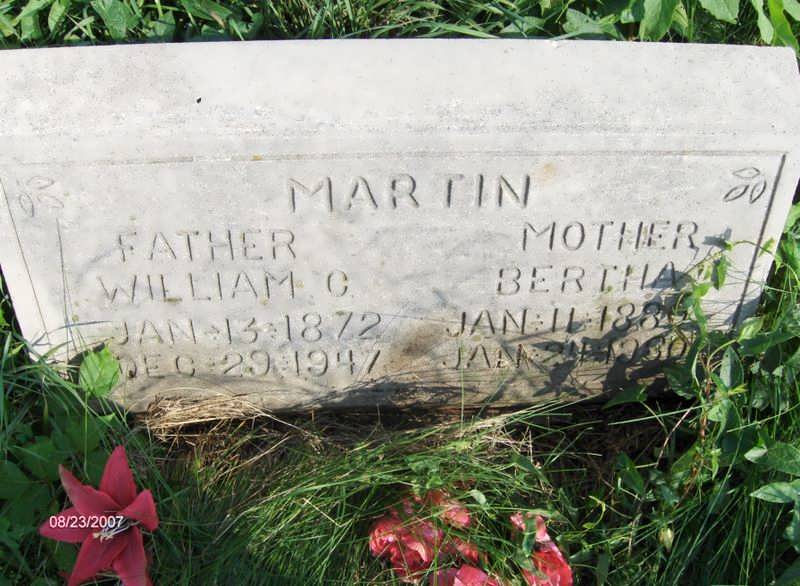 MARTIN
FATHER
WILLIAM C.
JAN. 13. 1872
DEC. 29. 1947
MOTHER
BERTHA
JAN. 11.
JAN.
08/23/2007